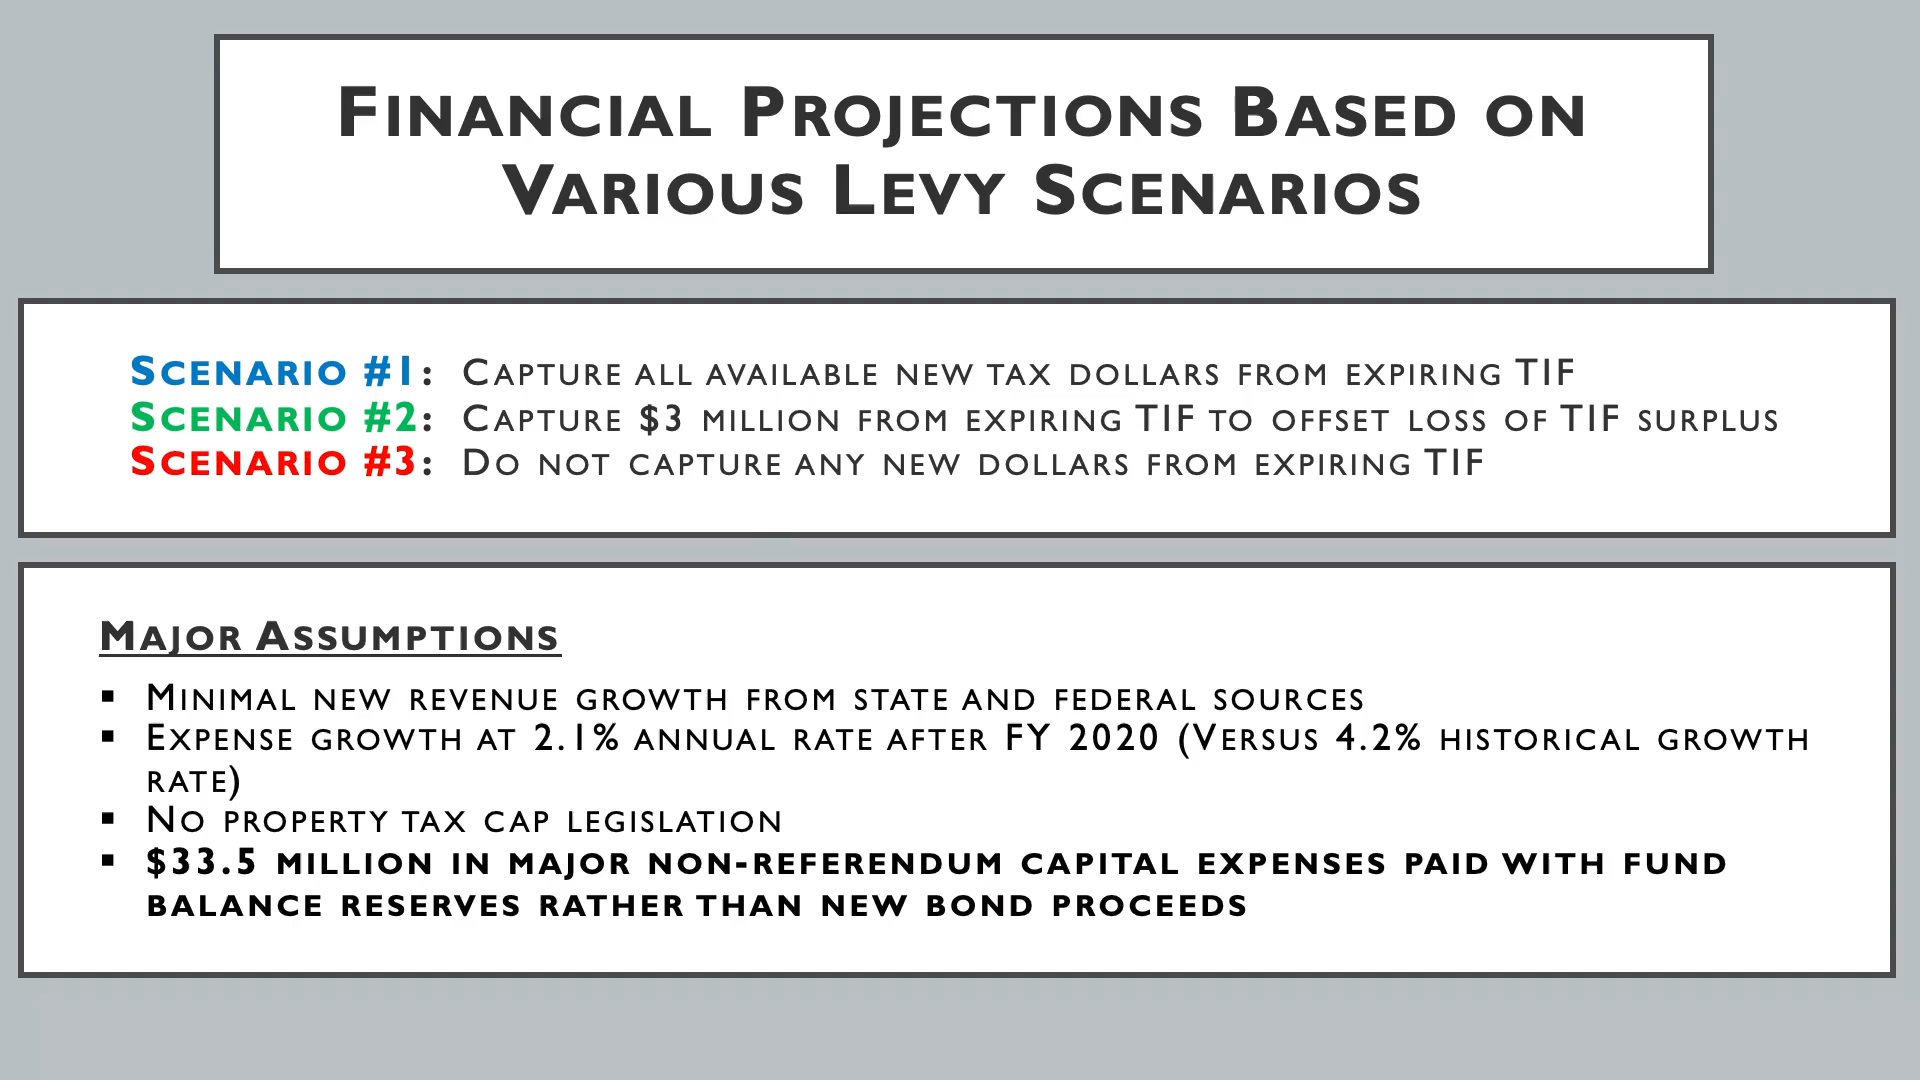 Financial Projections Based on
Various Levy Scenarios
Scenario #1: Capture all available new tax dollars from expiring TIF
Scenario #2: Capture $3 million from expiring TIF to offset loss of TIF surplus
Scenario #3: Do not capture any new dollars from expiring TIF
Major Assumptions
▪ Minimal new revenue growth from state and federal sources
▪ Expense growth at 2.1% annual rate after FY 2020 (Versus 4.2% historical growth
rate)
▪ No property tax cap legislation
▪ $33.5 million in major non-referendum capital expenses paid with fund
balance reserves rather than new bond proceeds